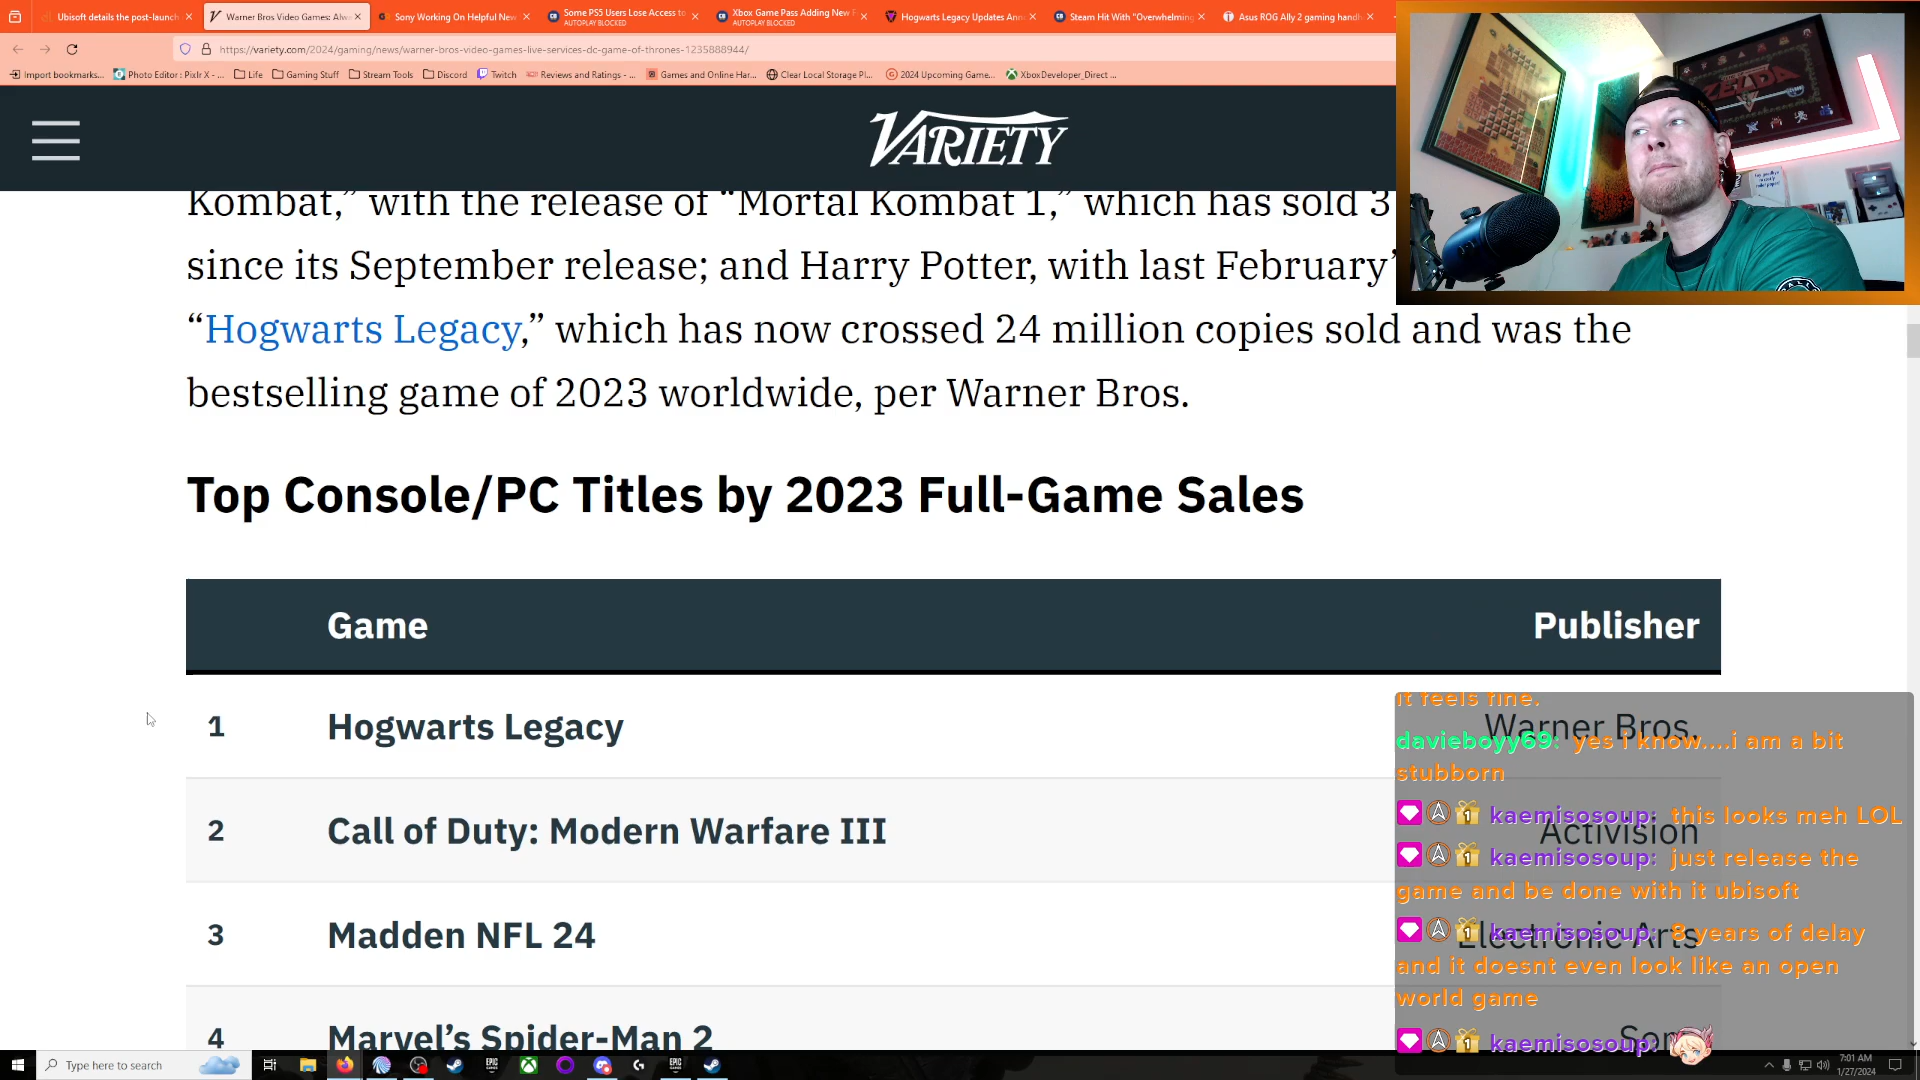 Ubisoft details the post-launch
Warner Bros Video Games: Alw
Sony Working On Helpful New
Some PS5 Users Lose Access to
AUTOPLAY BLOCKED
Xbox Game Pass Adding New F
AUTOPLAY BLOCKED
Hogwarts Legacy Updates Ann
Steam Hit With "Overwhelming
Asus ROG Ally 2 gaming handh
https://variety.com/2024/gaming/news/warner-bros-video-games-live-services-dc-game-of-thrones-1235888944/
Import bookmarks...
Photo Editor : Pixlr X - ...
Life
Gaming Stuff
Stream Tools
Discord
Twitch
Reviews and Ratings - ...
Games and Online Har...
Clear Local Storage Pl...
2024 Upcoming Game...
XboxDeveloper_Direct ...
VARIETY
ZELDA
Kombat,” with the release of “Mortal Kombat 1,” which has sold 3
since its September release; and Harry Potter, with last February’
“Hogwarts Legacy,” which has now crossed 24 million copies sold and was the
bestselling game of 2023 worldwide, per Warner Bros.
Top Console/PC Titles by 2023 Full-Game Sales
Game Publisher
1 Hogwarts Legacy Warner Bros.
2 Call of Duty: Modern Warfare III Activision
3 Madden NFL 24 Electronic Arts
4 Marvel’s Spider-Man 2 Sony
it feels fine.
davieboyy69: yes i know....i am a bit
stubborn
kaemisosoup: this looks meh LOL
kaemisosoup: just release the
game and be done with it ubisoft
kaemisosoup: 8 years of delay
and it doesnt even look like an open
world game
kaemisosoup:
Type here to search
7:01 AM
1/27/2024